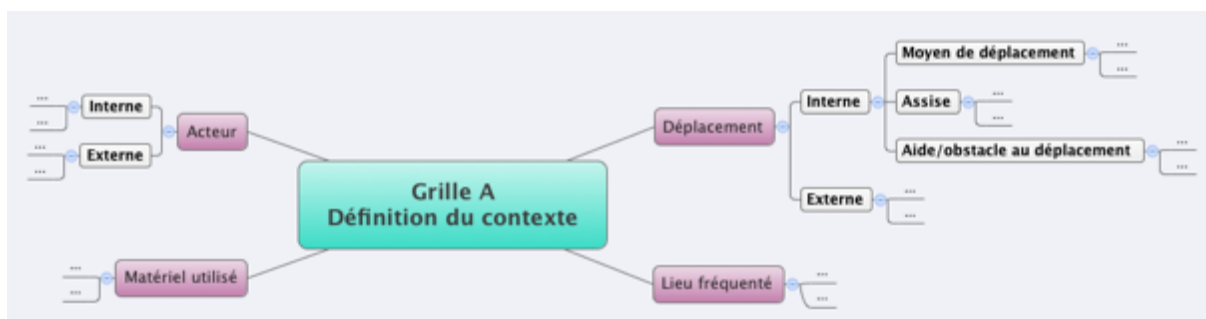 Grille A
Définition du contexte
Acteur
Interne
...
...
Externe
...
...
Matériel utilisé
...
...
Déplacement
Interne
Moyen de déplacement
...
...
Assise
...
...
Aide/obstacle au déplacement
...
...
Externe
...
...
Lieu fréquenté
...
...